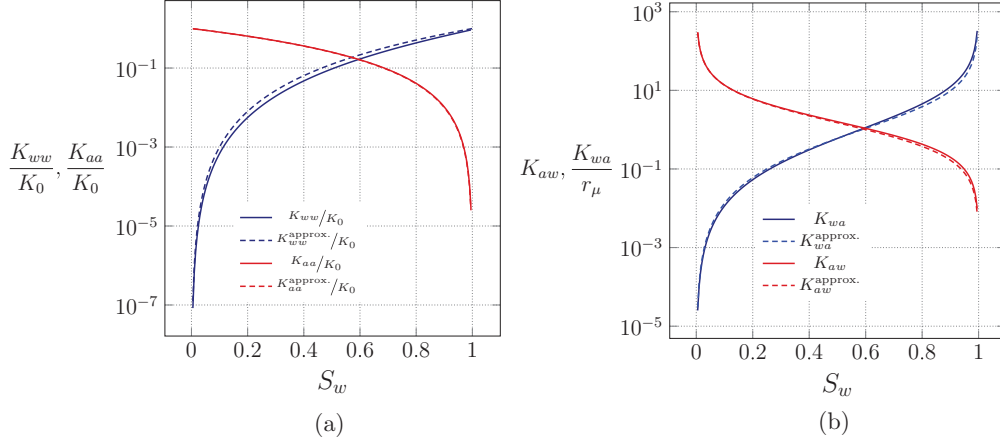 K_{ww}/K_0, K_{aa}/K_0
10^{-1}
10^{-3}
10^{-5}
10^{-7}
K_{ww}/K_0
K_{ww}^{approx.}/K_0
K_{aa}/K_0
K_{aa}^{approx.}/K_0
0 0.2 0.4 0.6 0.8 1
S_w
(a)
K_{aw}, K_{wa}/r_μ
10^3
10^1
10^{-1}
10^{-3}
10^{-5}
K_{wa}
K_{wa}^{approx.}
K_{aw}
K_{aw}^{approx.}
0 0.2 0.4 0.6 0.8 1
S_w
(b)